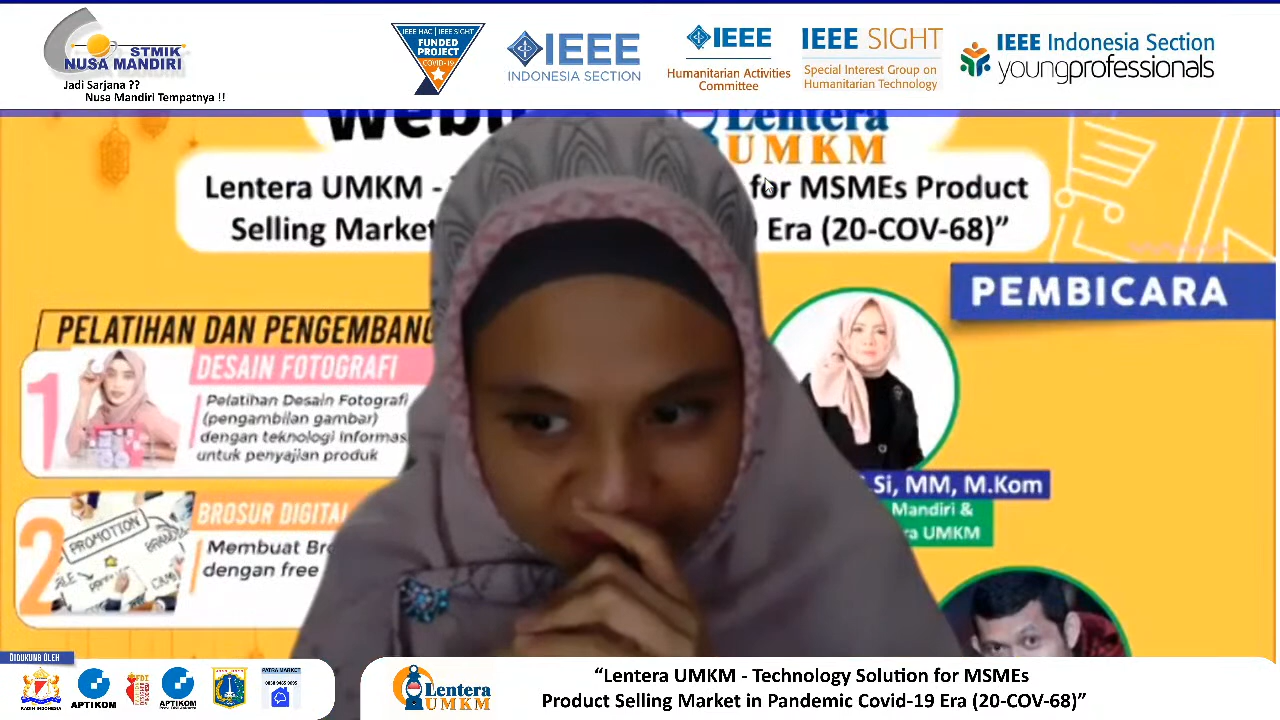 STMIK
NUSA MANDIRI
Jadi Sarjana ??
Nusa Mandiri Tempatnya !!
IEEE HAC | IEEE SIGHT
FUNDED
PROJECT
COVID-19
IEEE
INDONESIA SECTION
IEEE
Humanitarian Activities
Committee
IEEE SIGHT
Special Interest Group on
Humanitarian Technology
IEEE Indonesia Section
youngprofessionals
Lentera
UMKM
Lentera UMKM - for MSMEs Product
Selling Market Era (20-COV-68)”
PEMBICARA
PELATIHAN DAN PENGEMBANG
1
DESAIN FOTOGRAFI
Pelatihan Desain Fotografi
(pengambilan gambar)
dengan teknologi Informas
untuk penyajian produk
2
PROMOTION
BROSUR DIGITAL
Membuat Br
dengan free
.Si, MM, M.Kom
Mandiri &
ra UMKM
DIDUKUNG OLEH
KADIN INDONESIA
APTIKOM
APTIKOM
PATRA MARKET
Lentera
UMKM
“Lentera UMKM - Technology Solution for MSMEs
Product Selling Market in Pandemic Covid-19 Era (20-COV-68)”